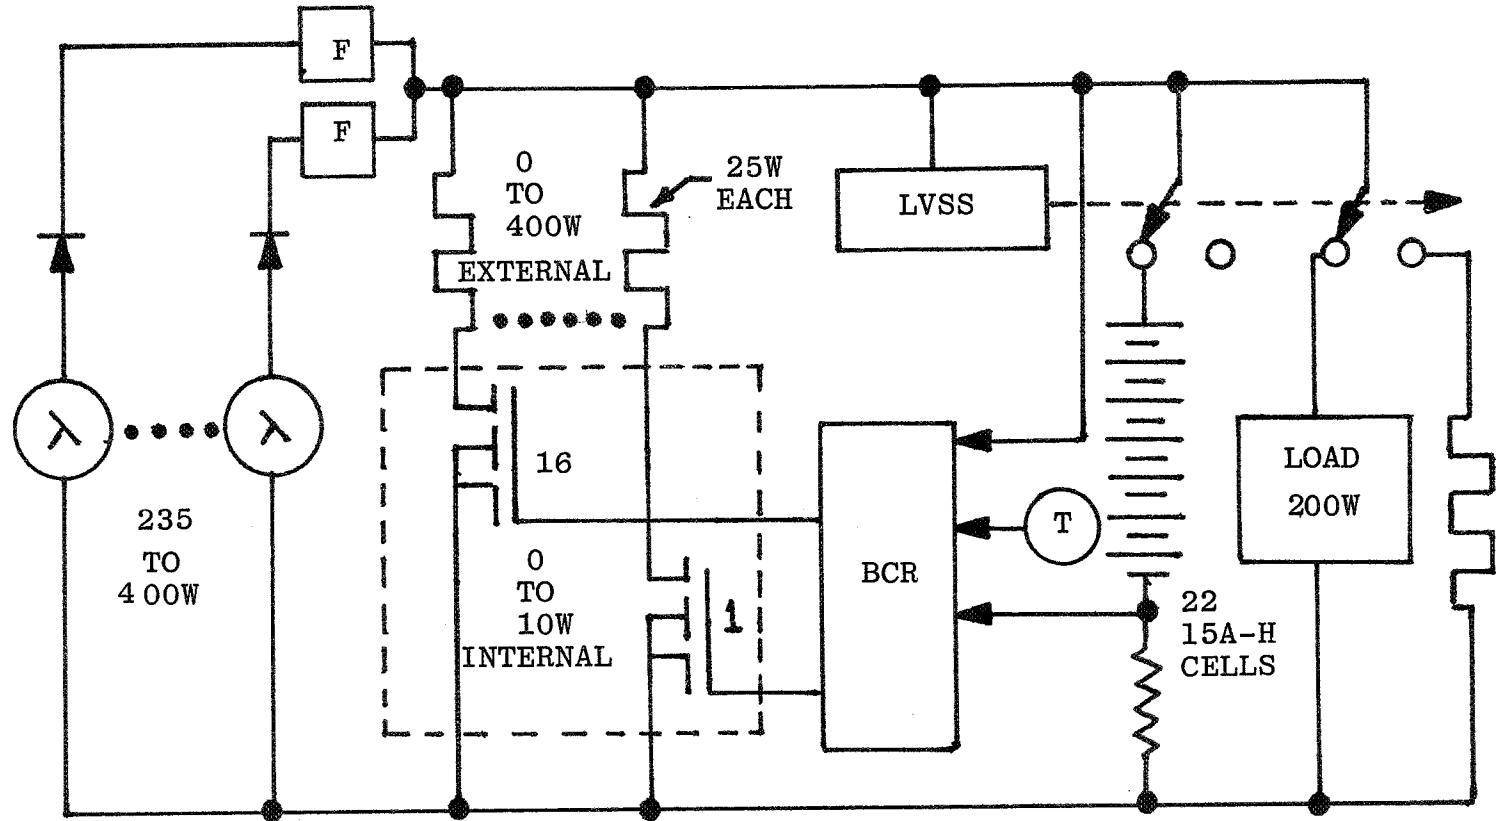 F
F
0
TO
400W
EXTERNAL
25W
EACH
LVSS
λ
λ
235
TO
400W
16
0
TO
10W
INTERNAL
1
BCR
T
22
15A-H
CELLS
LOAD
200W